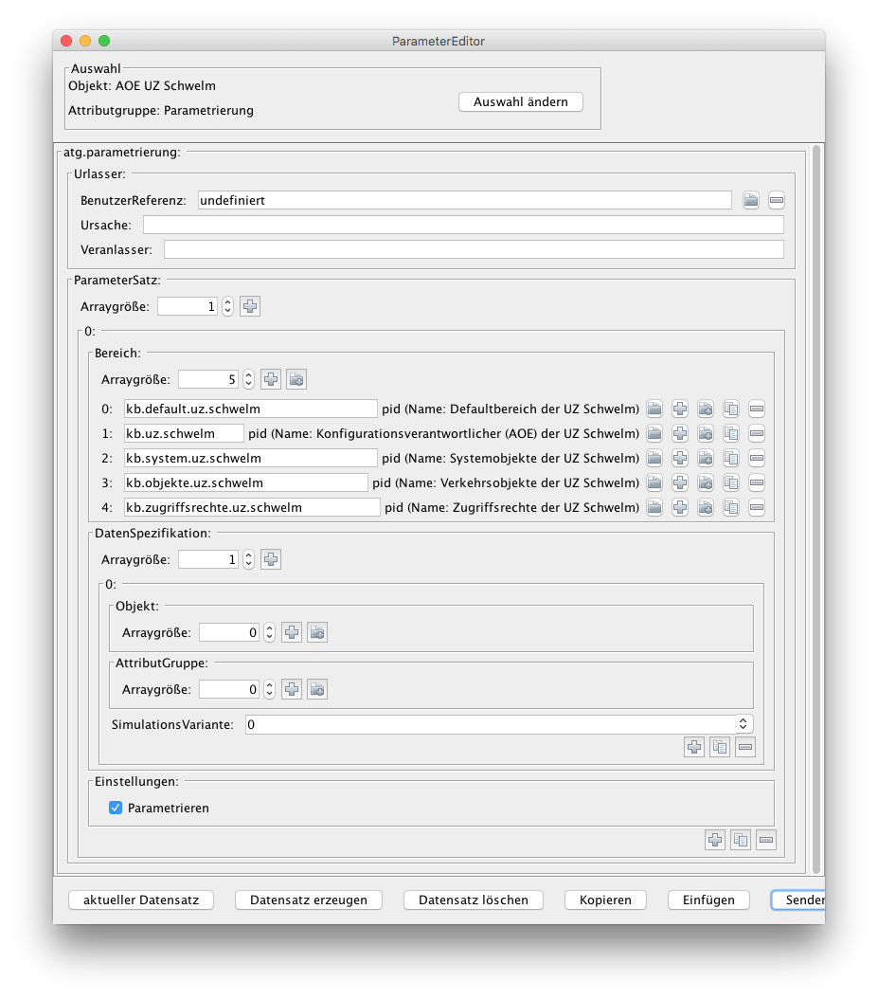 ParameterEditor
Auswahl
Objekt: AOE UZ Schwelm
Auswahl ändern
Attributgruppe: Parametrierung
atg.parametrierung:
Urlasser:
BenutzerReferenz: undefiniert
Ursache:
Veranlasser:
ParameterSatz:
Arraygröße: 1
0:
Bereich:
Arraygröße: 5
0: kb.default.uz.schwelm pid (Name: Defaultbereich der UZ Schwelm)
1: kb.uz.schwelm pid (Name: Konfigurationsverantwortlicher (AOE) der UZ Schwelm)
2: kb.system.uz.schwelm pid (Name: Systemobjekte der UZ Schwelm)
3: kb.objekte.uz.schwelm pid (Name: Verkehrsobjekte der UZ Schwelm)
4: kb.zugriffsrechte.uz.schwelm pid (Name: Zugriffsrechte der UZ Schwelm)
DatenSpezifikation:
Arraygröße: 1
0:
Objekt:
Arraygröße: 0
AttributGruppe:
Arraygröße: 0
SimulationsVariante: 0
Einstellungen:
Parametrieren
aktueller Datensatz Datensatz erzeugen Datensatz löschen Kopieren Einfügen Sender